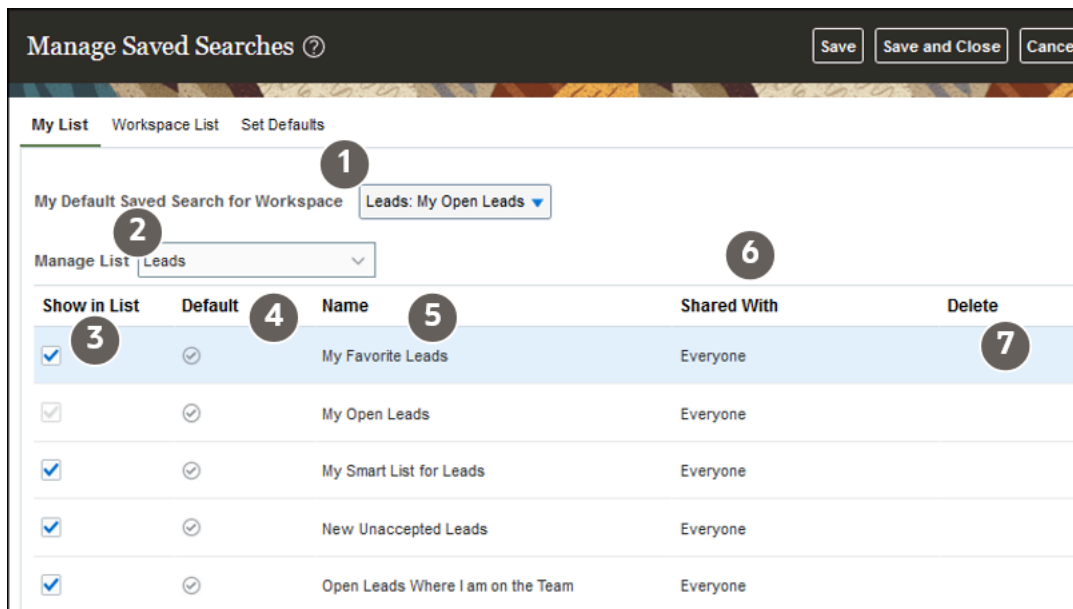 Manage Saved Searches ?
Save Save and Close Cance
My List Workspace List Set Defaults
1
My Default Saved Search for Workspace Leads: My Open Leads
2
Manage List Leads
6
Show in List Default Name Shared With Delete
3 4 5 7
My Favorite Leads Everyone
My Open Leads Everyone
My Smart List for Leads Everyone
New Unaccepted Leads Everyone
Open Leads Where I am on the Team Everyone